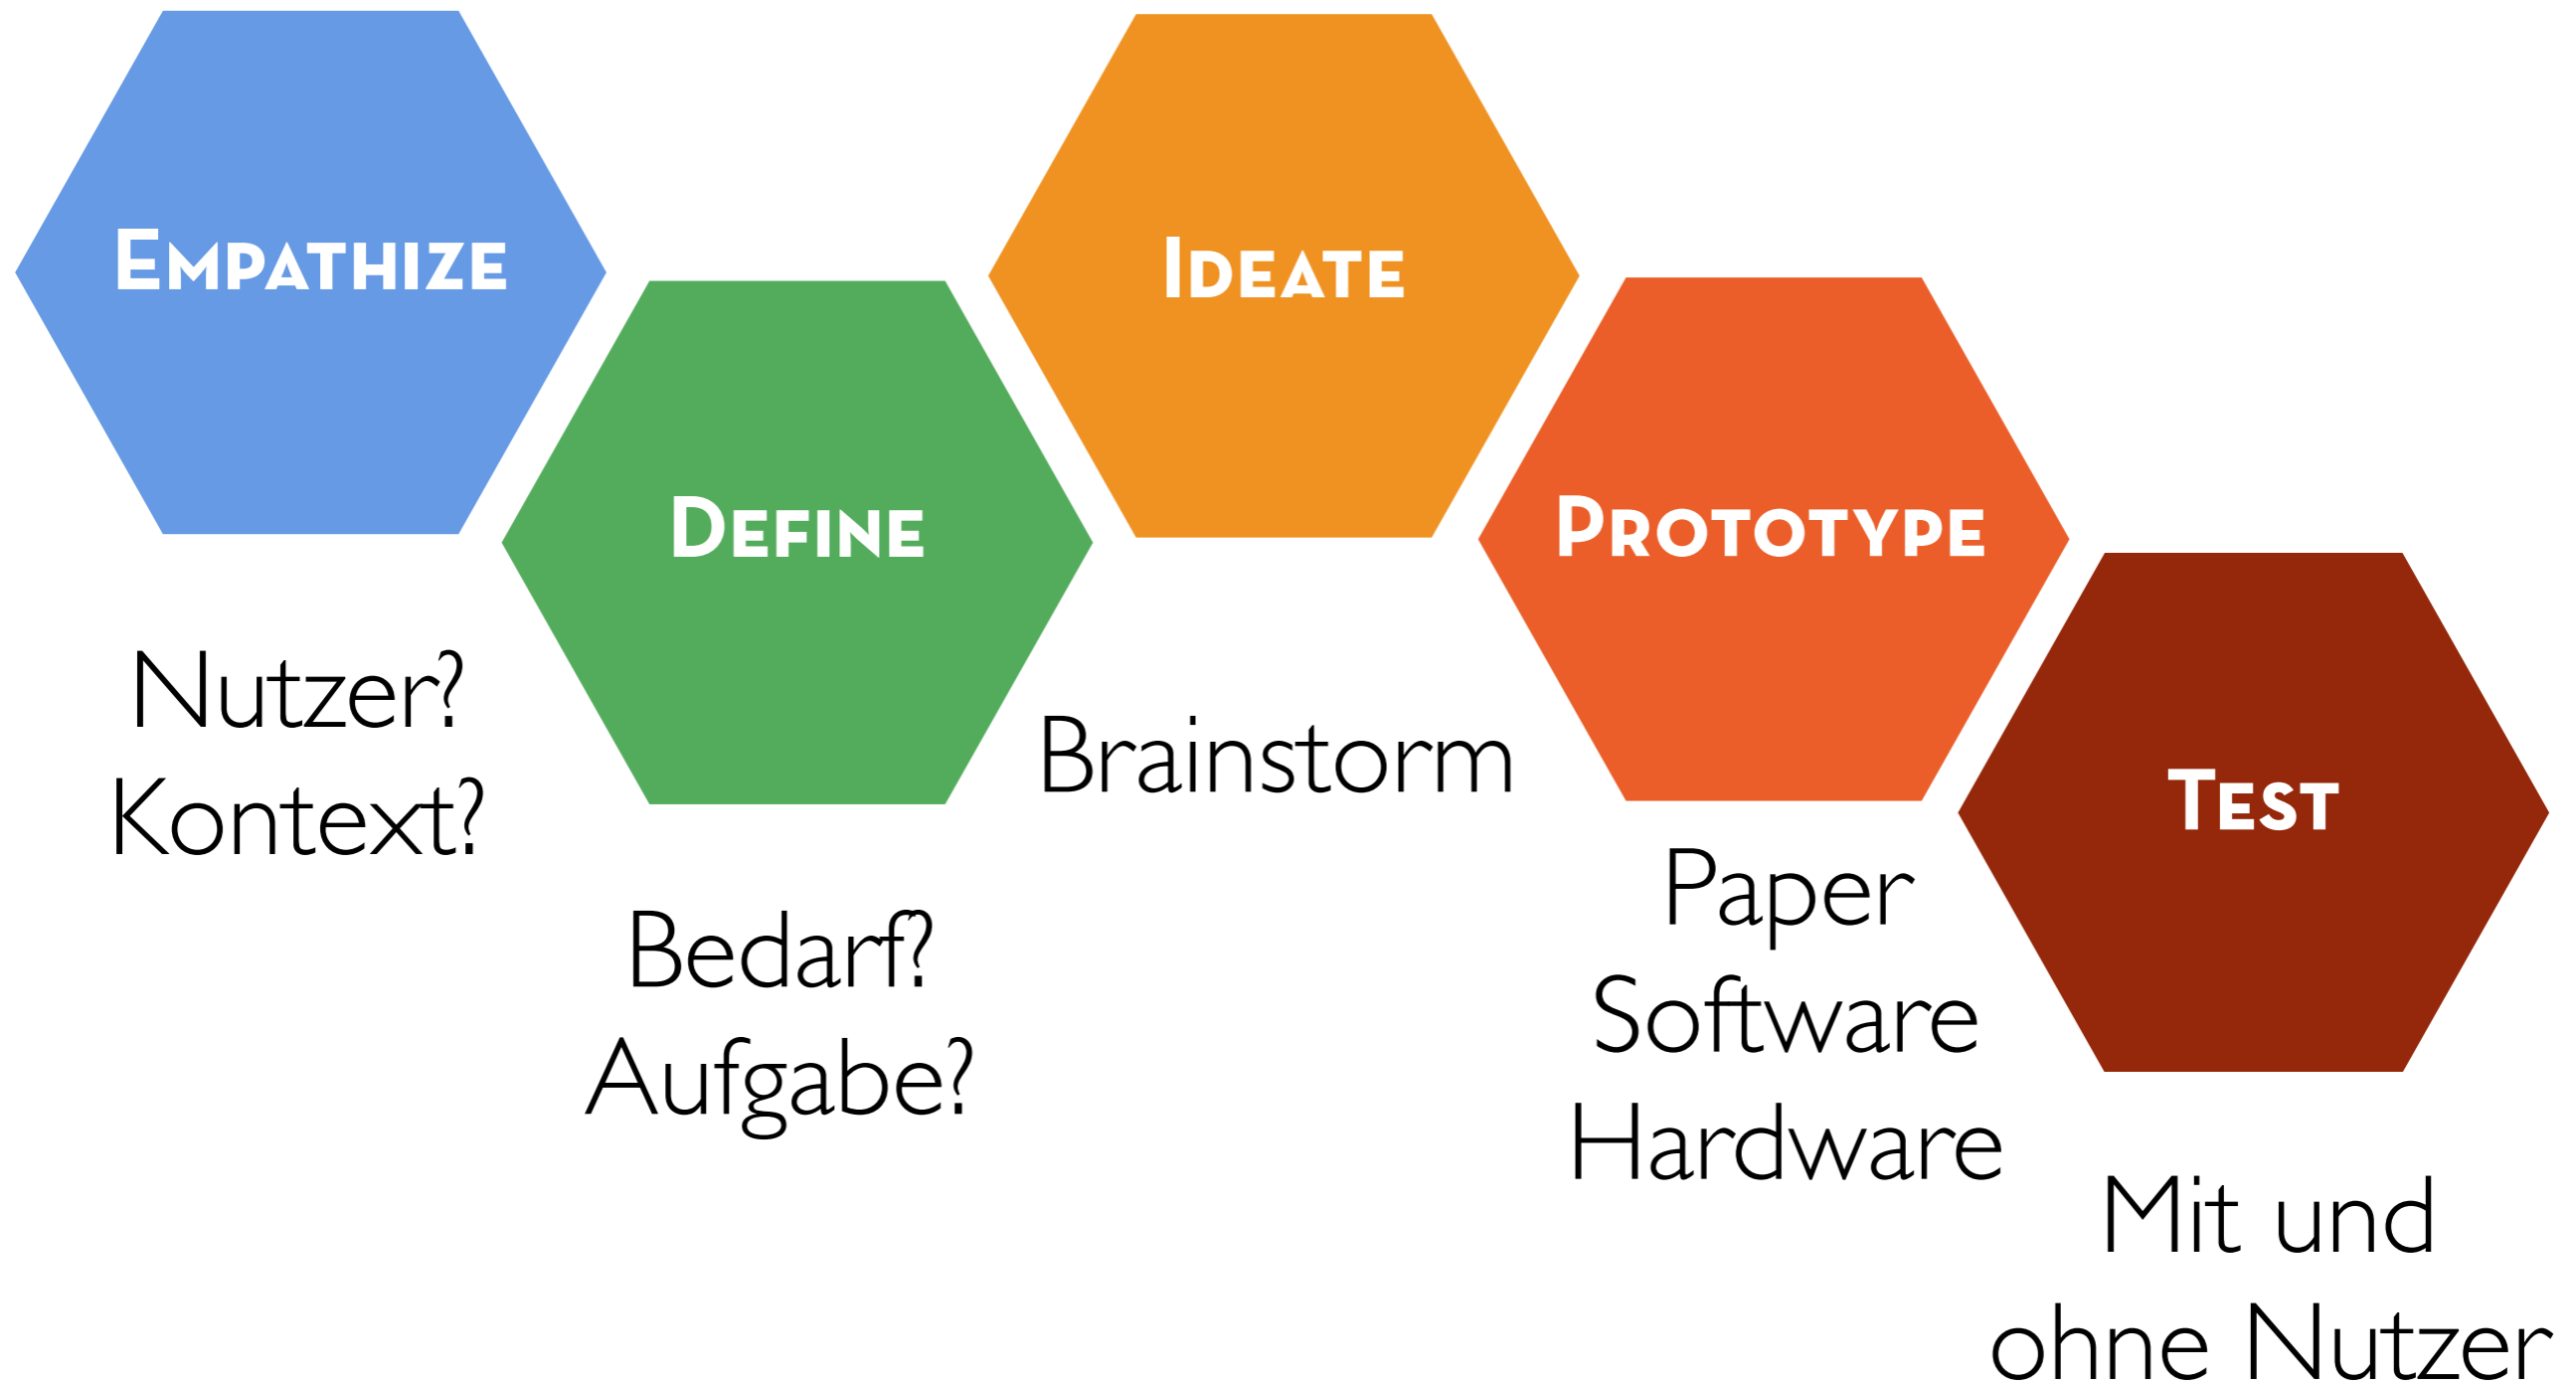 EMPATHIZE
Nutzer?
Kontext?
DEFINE
Bedarf?
Aufgabe?
IDEATE
Brainstorm
PROTOTYPE
Paper
Software
Hardware
TEST
Mit und
ohne Nutzer